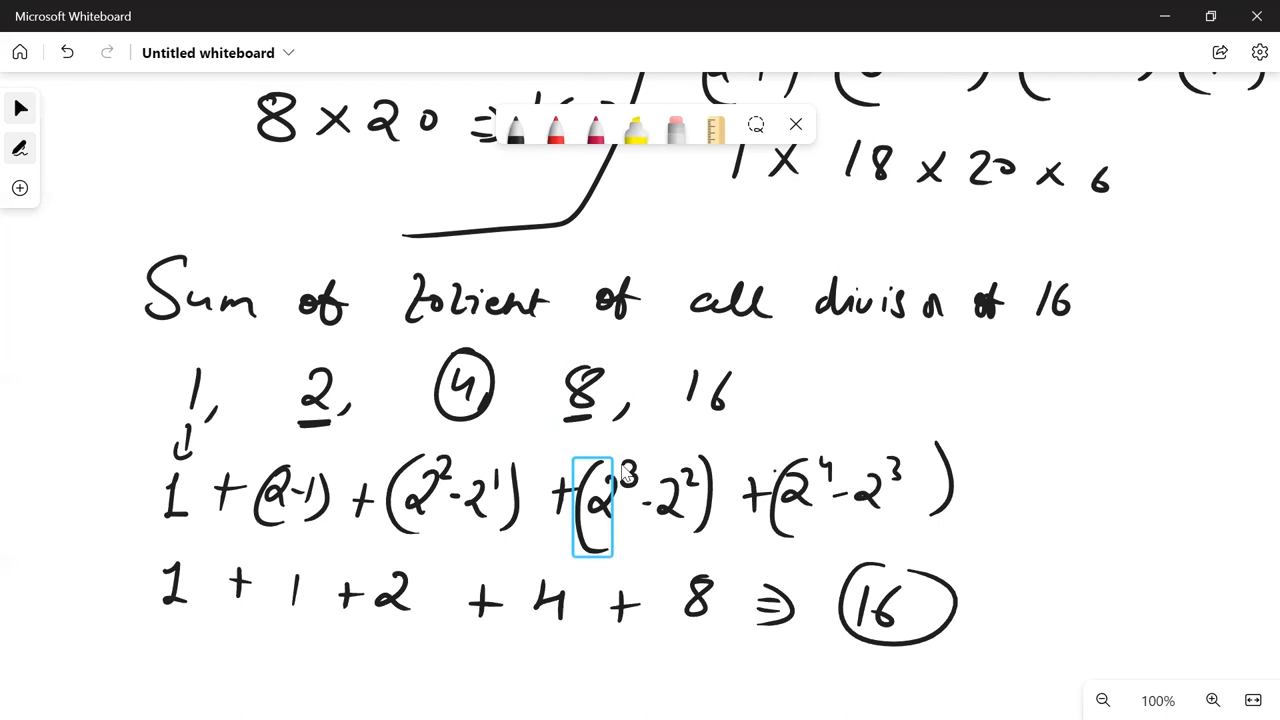 Microsoft Whiteboard
Untitled whiteboard
8 × 20 ⇒
1 × 18 × 20 × 6
Sum of Totient of all divisor of 16
1, 2, 4, 8, 16
1 + (2-1) + (2² - 2¹) + (2³ - 2²) + (2⁴ - 2³)
1 + 1 + 2 + 4 + 8 ⇒ 16
100%